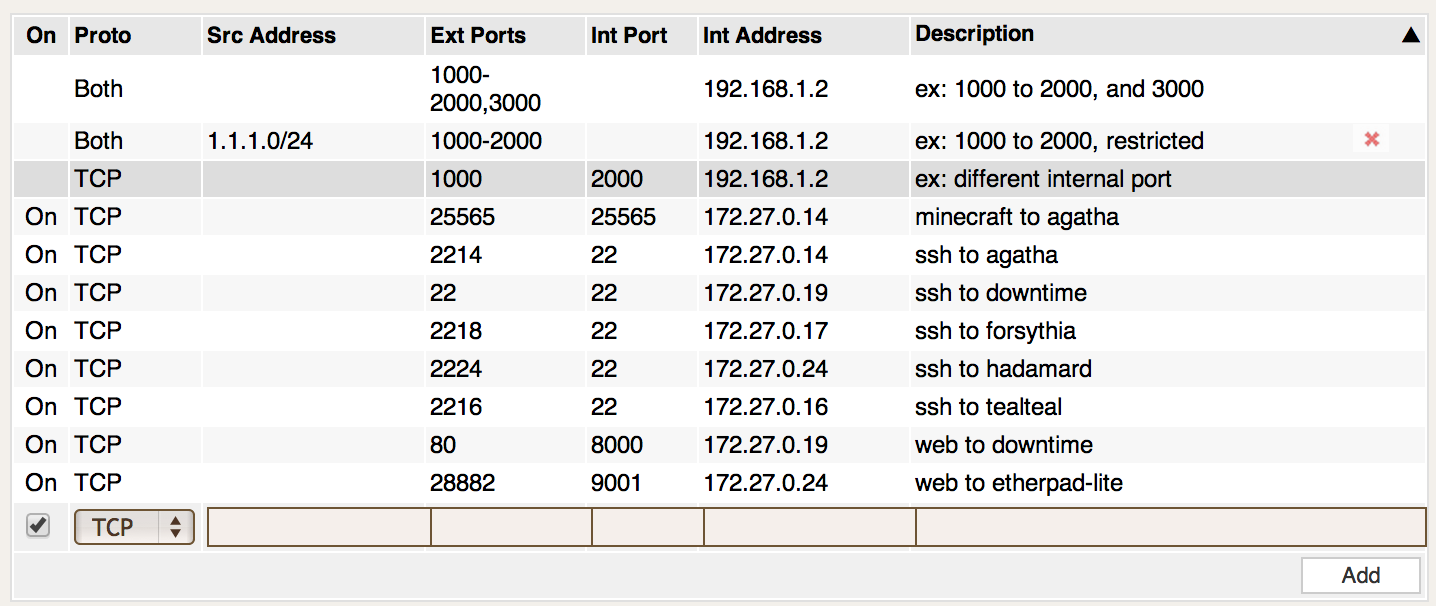 On Proto Src Address Ext Ports Int Port Int Address Description ▲
Both 1000-
2000,3000 192.168.1.2 ex: 1000 to 2000, and 3000
Both 1.1.1.0/24 1000-2000 192.168.1.2 ex: 1000 to 2000, restricted
TCP 1000 2000 192.168.1.2 ex: different internal port
On TCP 25565 25565 172.27.0.14 minecraft to agatha
On TCP 2214 22 172.27.0.14 ssh to agatha
On TCP 22 22 172.27.0.19 ssh to downtime
On TCP 2218 22 172.27.0.17 ssh to forsythia
On TCP 2224 22 172.27.0.24 ssh to hadamard
On TCP 2216 22 172.27.0.16 ssh to tealteal
On TCP 80 8000 172.27.0.19 web to downtime
On TCP 28882 9001 172.27.0.24 web to etherpad-lite
TCP
Add